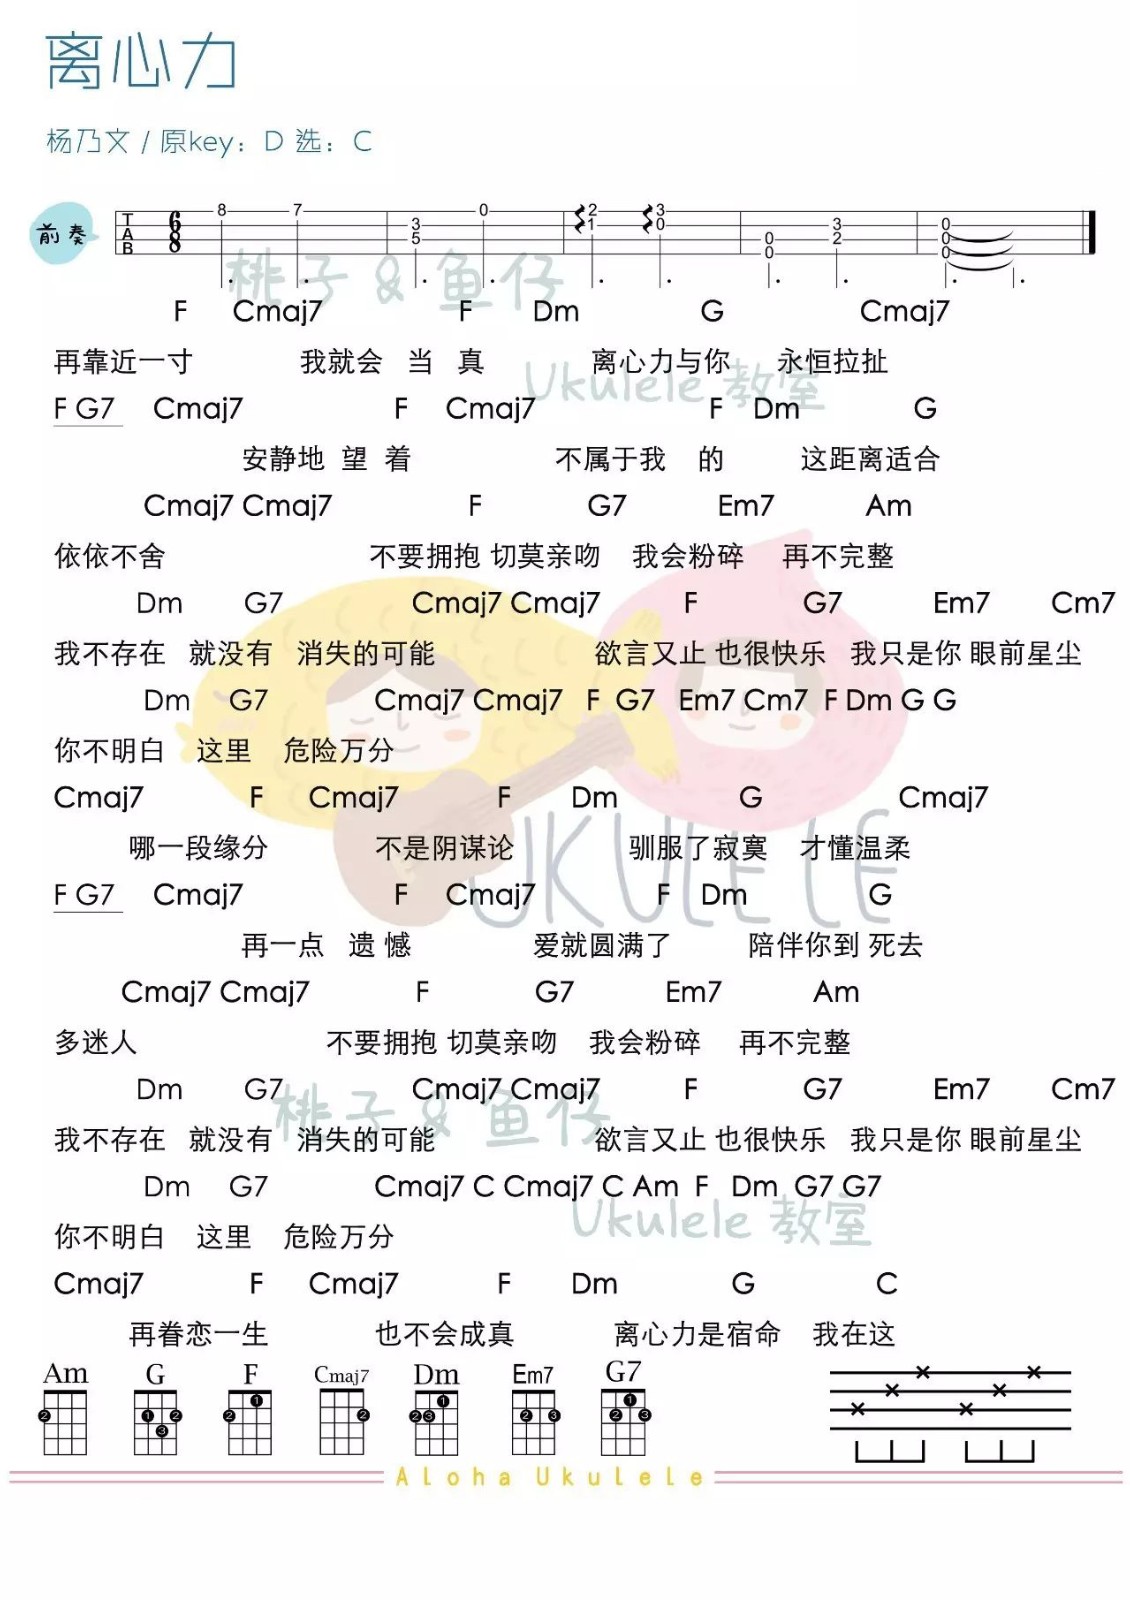 离心力
杨乃文 / 原key：D 选：C
前奏
T A B 6 8 8 7 3 5 0 2 1 3 0 0 0 3 2 0 0 0
桃子 & 鱼仔
F Cmaj7 F Dm G Cmaj7
再靠近一寸 我就会 当 真 离心力与你 永恒拉扯
Ukulele 教室
F G7 Cmaj7 F Cmaj7 F Dm G
安静地 望 着 不属于我 的 这距离适合
Cmaj7 Cmaj7 F G7 Em7 Am
依依不舍 不要拥抱 切莫亲吻 我会粉碎 再不完整
Dm G7 Cmaj7 Cmaj7 F G7 Em7 Cm7
我不存在 就没有 消失的可能 欲言又止 也很快乐 我只是你 眼前星尘
Dm G7 Cmaj7 Cmaj7 F G7 Em7 Cm7 F Dm G G
你不明白 这里 危险万分
Cmaj7 F Cmaj7 F Dm G Cmaj7
哪一段缘分 不是阴谋论 驯服了寂寞 才懂温柔
UKULELE
F G7 Cmaj7 F Cmaj7 F Dm G
再一点 遗 憾 爱就圆满了 陪伴你到 死去
Cmaj7 Cmaj7 F G7 Em7 Am
多迷人 不要拥抱 切莫亲吻 我会粉碎 再不完整
Dm G7 Cmaj7 Cmaj7 F G7 Em7 Cm7
桃子 & 鱼仔
我不存在 就没有 消失的可能 欲言又止 也很快乐 我只是你 眼前星尘
Dm G7 Cmaj7 C Cmaj7 C Am F Dm G7 G7
Ukulele 教室
你不明白 这里 危险万分
Cmaj7 F Cmaj7 F Dm G C
再眷恋一生 也不会成真 离心力是宿命 我在这
Am G F Cmaj7 Dm Em7 G7
2 1 2 3 1 2 2 1 2 3 2 3 1 2 3
Aloha Ukulele